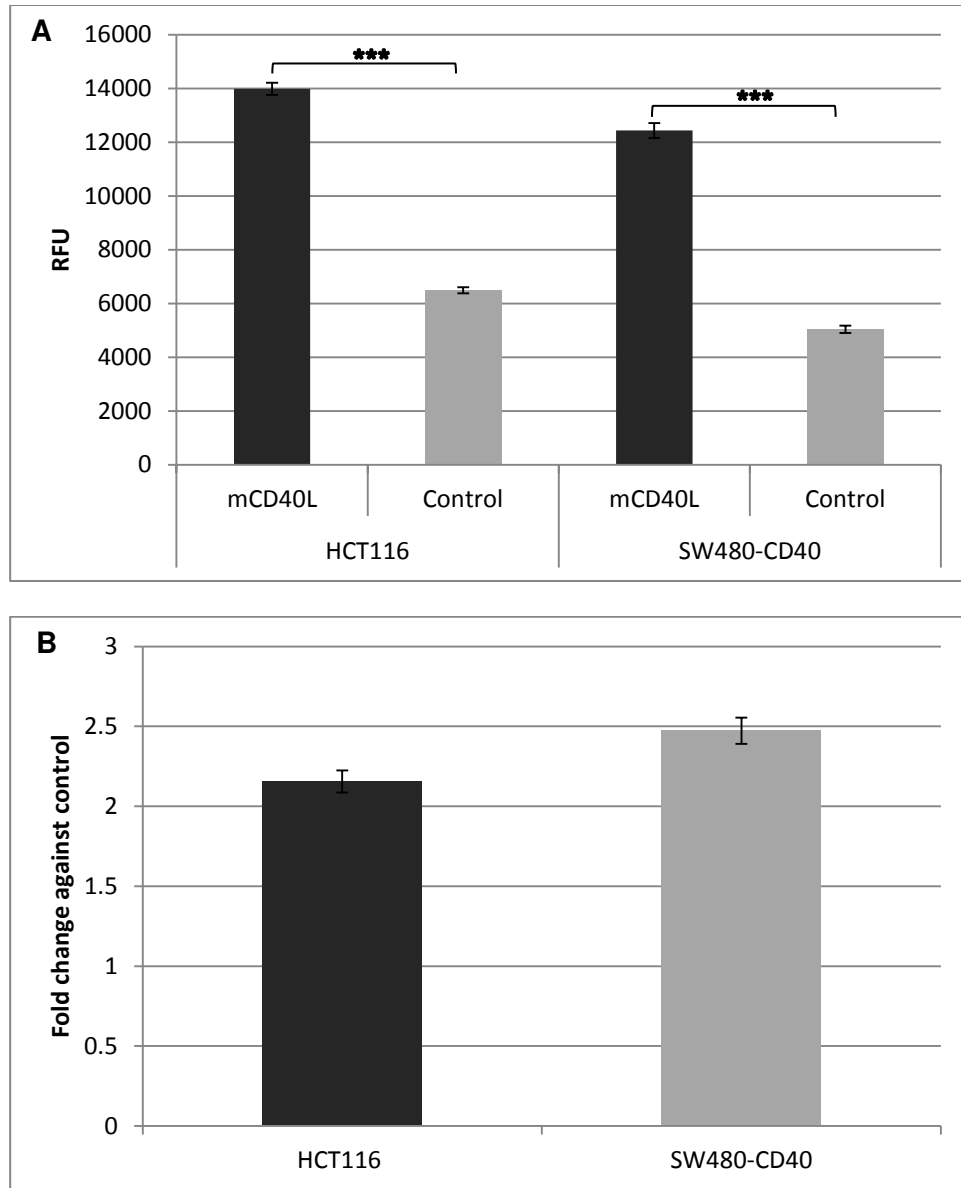 A
16000
14000
12000
10000
8000
6000
4000
2000
0
RFU
***
***
mCD40L Control mCD40L Control
HCT116 SW480-CD40
B
3
2.5
2
1.5
1
0.5
0
Fold change against control
HCT116 SW480-CD40